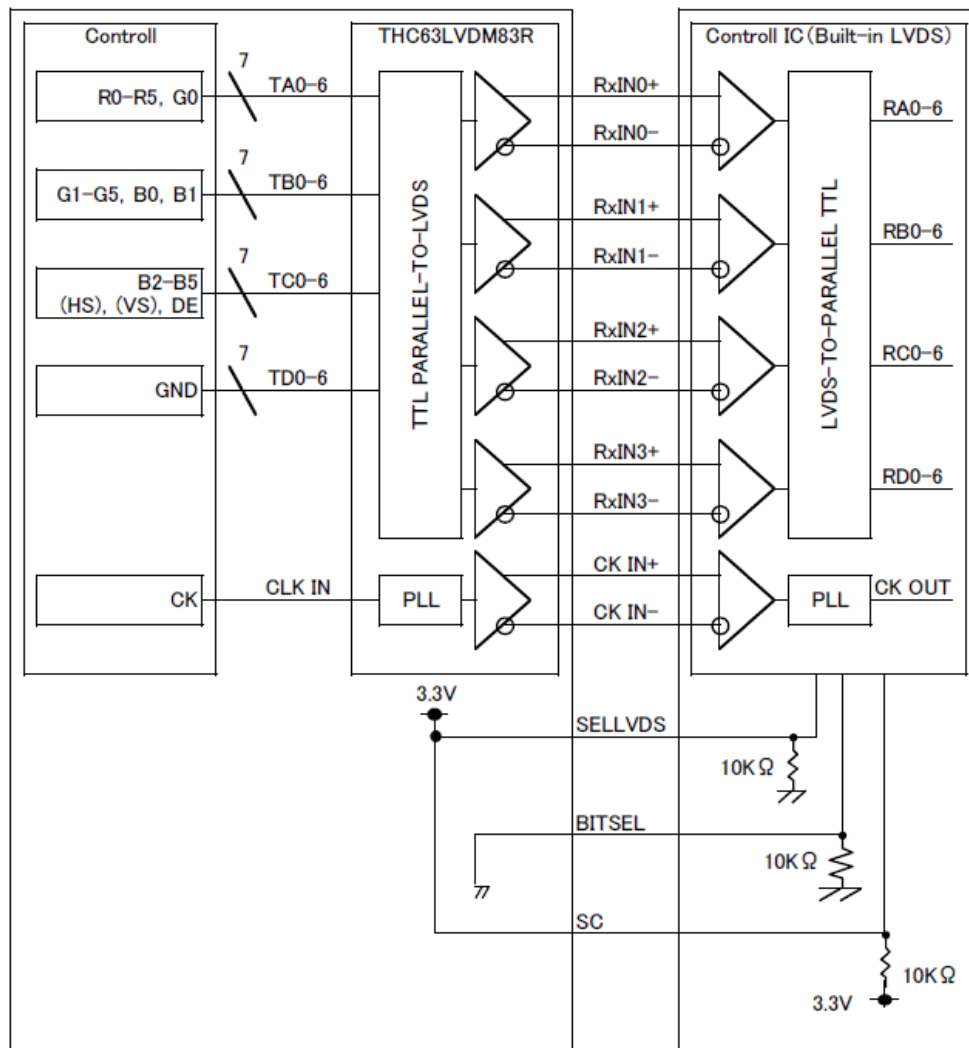 Controll
THC63LVDM83R
Controll IC(Built-in LVDS)
R0-R5, G0
7
TA0-6
RxIN0+
RxIN0-
RA0-6
G1-G5, B0, B1
7
TB0-6
RxIN1+
RxIN1-
RB0-6
B2-B5
(HS), (VS), DE
7
TC0-6
RxIN2+
RxIN2-
RC0-6
GND
7
TD0-6
RxIN3+
RxIN3-
RD0-6
TTL PARALLEL-TO-LVDS
LVDS-TO-PARALLEL TTL
CK
CLK IN
PLL
CK IN+
CK IN-
PLL
CK OUT
3.3V
SELLVDS
10KΩ
BITSEL
10KΩ
SC
10KΩ
3.3V